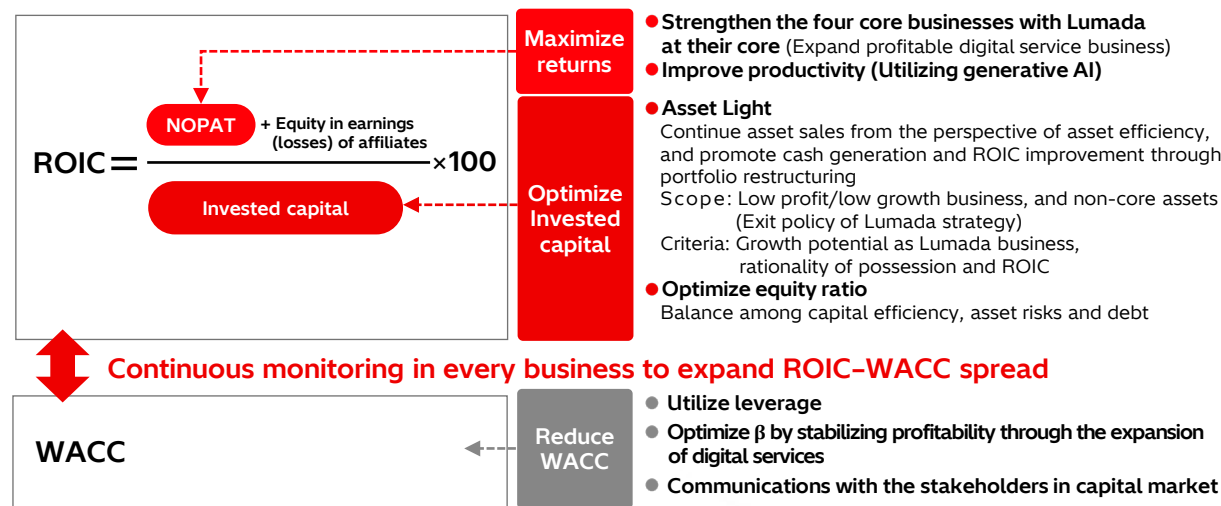 Maximize
returns
● Strengthen the four core businesses with Lumada
at their core (Expand profitable digital service business)
● Improve productivity (Utilizing generative AI)
ROIC=
NOPAT
+ Equity in earnings
(losses) of affiliates
Invested capital
×100
Optimize
Invested
capital
● Asset Light
Continue asset sales from the perspective of asset efficiency,
and promote cash generation and ROIC improvement through
portfolio restructuring
Scope: Low profit/low growth business, and non-core assets
(Exit policy of Lumada strategy)
Criteria: Growth potential as Lumada business,
rationality of possession and ROIC
● Optimize equity ratio
Balance among capital efficiency, asset risks and debt
Continuous monitoring in every business to expand ROIC–WACC spread
WACC
Reduce
WACC
● Utilize leverage
● Optimize β by stabilizing profitability through the expansion
of digital services
● Communications with the stakeholders in capital market